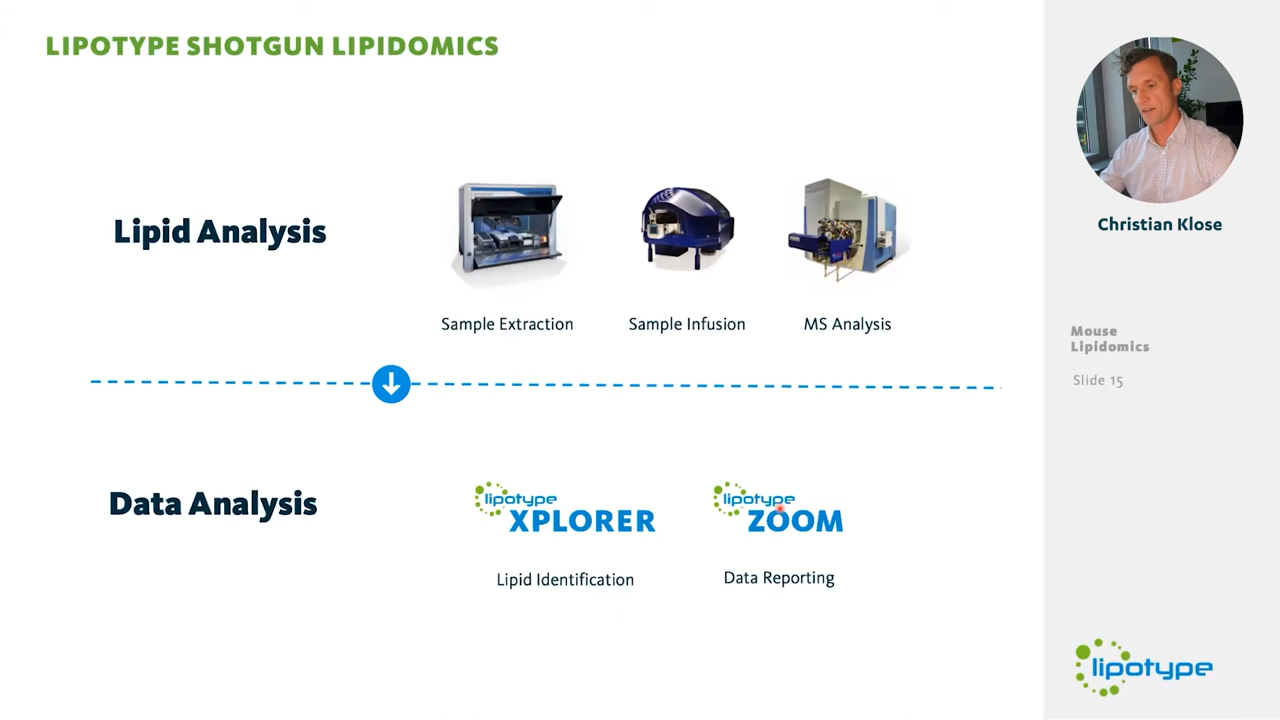 LIPOTYPE SHOTGUN LIPIDOMICS
Lipid Analysis
Sample Extraction
Sample Infusion
MS Analysis
Data Analysis
lipotype
XPLORER
Lipid Identification
lipotype
ZOOM
Data Reporting
Christian Klose
Mouse
Lipidomics
Slide 15
lipotype